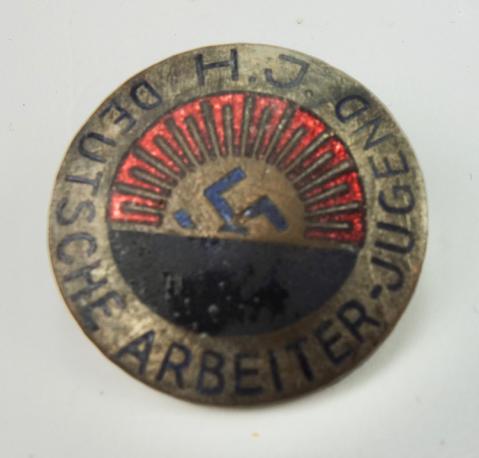 H.J.
DEUTSCHE ARBEITER-JUGEND